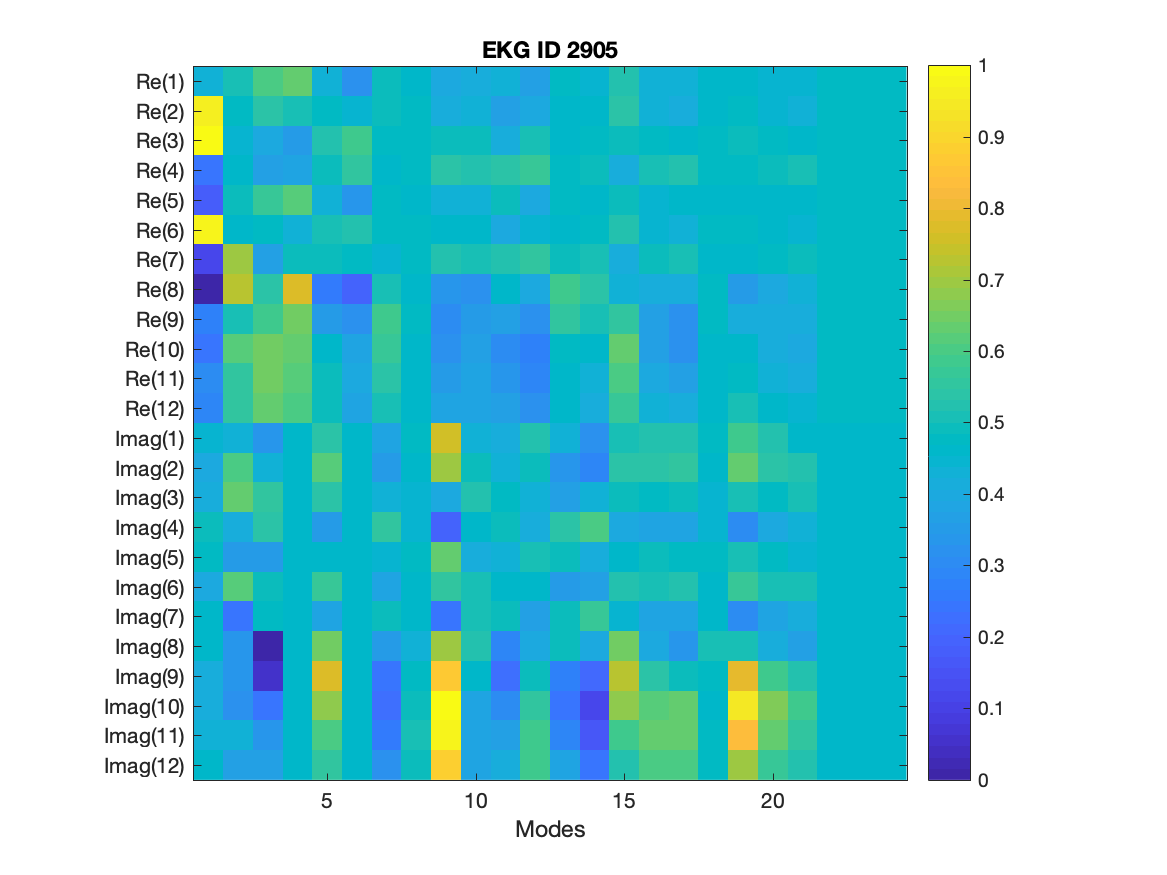 EKG ID 2905
Re(1)
Re(2)
Re(3)
Re(4)
Re(5)
Re(6)
Re(7)
Re(8)
Re(9)
Re(10)
Re(11)
Re(12)
Imag(1)
Imag(2)
Imag(3)
Imag(4)
Imag(5)
Imag(6)
Imag(7)
Imag(8)
Imag(9)
Imag(10)
Imag(11)
Imag(12)
5 10 15 20
Modes
1
0.9
0.8
0.7
0.6
0.5
0.4
0.3
0.2
0.1
0